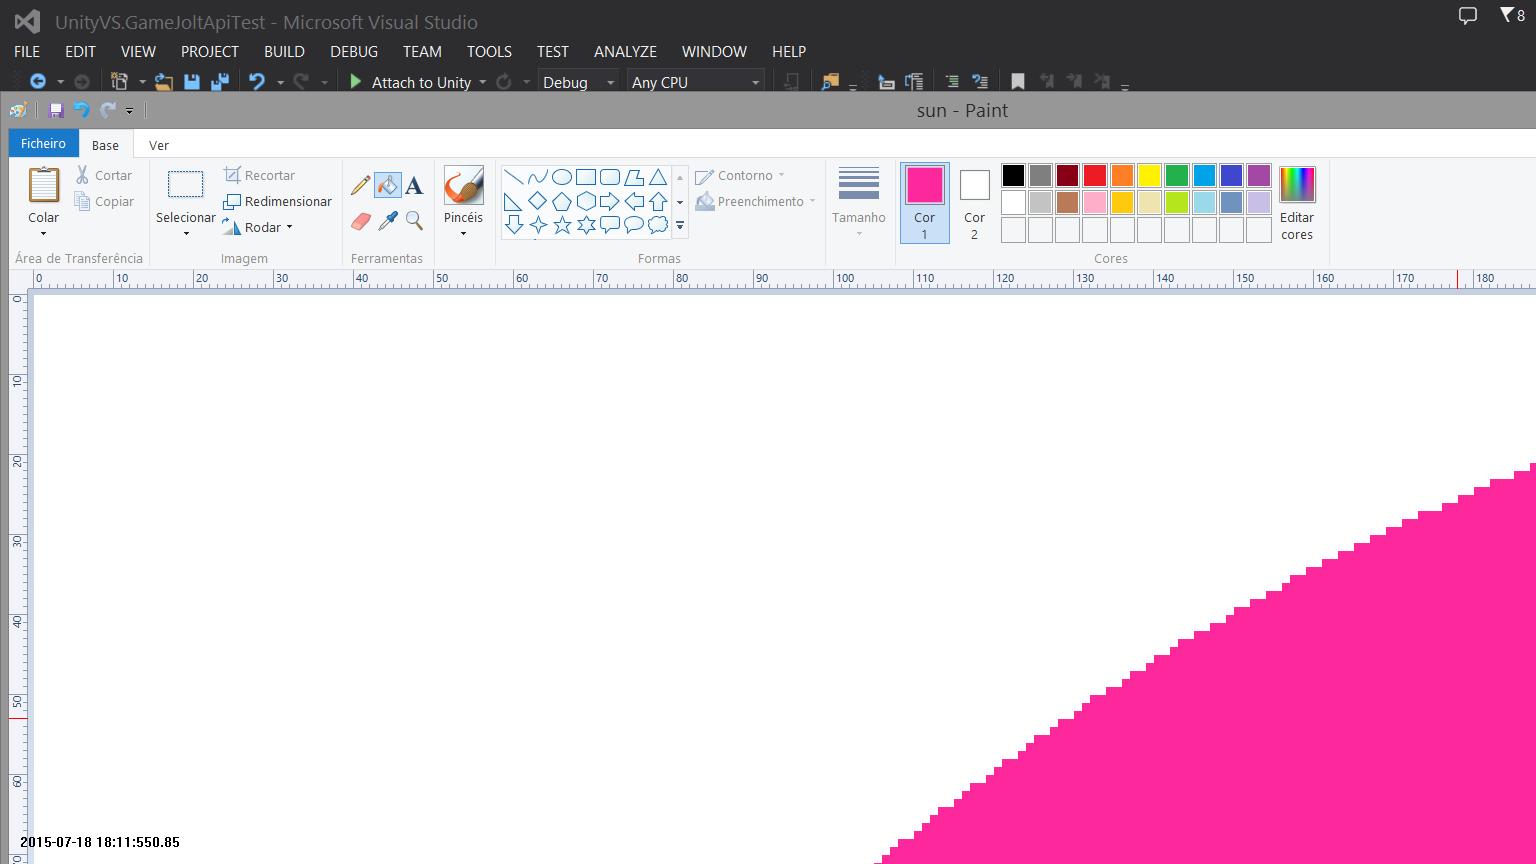 UnityVS.GameJoltApiTest - Microsoft Visual Studio
8
FILE EDIT VIEW PROJECT BUILD DEBUG TEAM TOOLS TEST ANALYZE WINDOW HELP
Attach to Unity Debug Any CPU
sun - Paint
Ficheiro Base Ver
Colar
Cortar
Copiar
Área de Transferência
Selecionar
Recortar
Redimensionar
Rodar
Imagem
A
Ferramentas
Pincéis
Formas
Contorno
Preenchimento
Tamanho
Cor
1
Cor
2
Editar
cores
Cores
0 10 20 30 40 50 60 70 80 90 100 110 120 130 140 150 160 170 180
0
10
20
30
40
50
60
70
2015-07-18 18:11:550.85